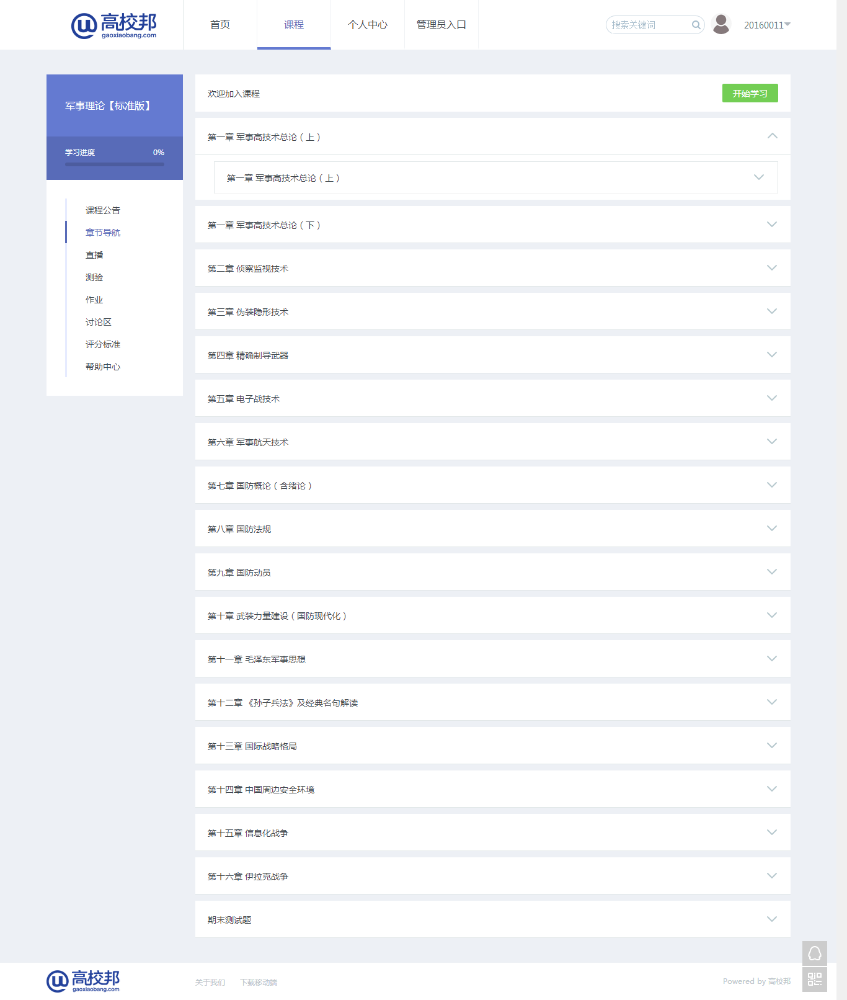 高校邦
gaoxiaobang.com
首页
课程
个人中心
管理员入口
搜索关键词
20160011
军事理论【标准版】
学习进度 0%
课程公告
章节导航
直播
测验
作业
讨论区
评分标准
帮助中心
欢迎加入课程
开始学习
第一章 军事高技术总论（上）
第一章 军事高技术总论（上）
第一章 军事高技术总论（下）
第二章 侦察监视技术
第三章 伪装隐形技术
第四章 精确制导武器
第五章 电子战技术
第六章 军事航天技术
第七章 国防概论（含绪论）
第八章 国防法规
第九章 国防动员
第十章 武装力量建设（国防现代化）
第十一章 毛泽东军事思想
第十二章 《孙子兵法》及经典名句解读
第十三章 国际战略格局
第十四章 中国周边安全环境
第十五章 信息化战争
第十六章 伊拉克战争
期末测试题
高校邦
gaoxiaobang.com
关于我们
下载移动端
Powered by 高校邦